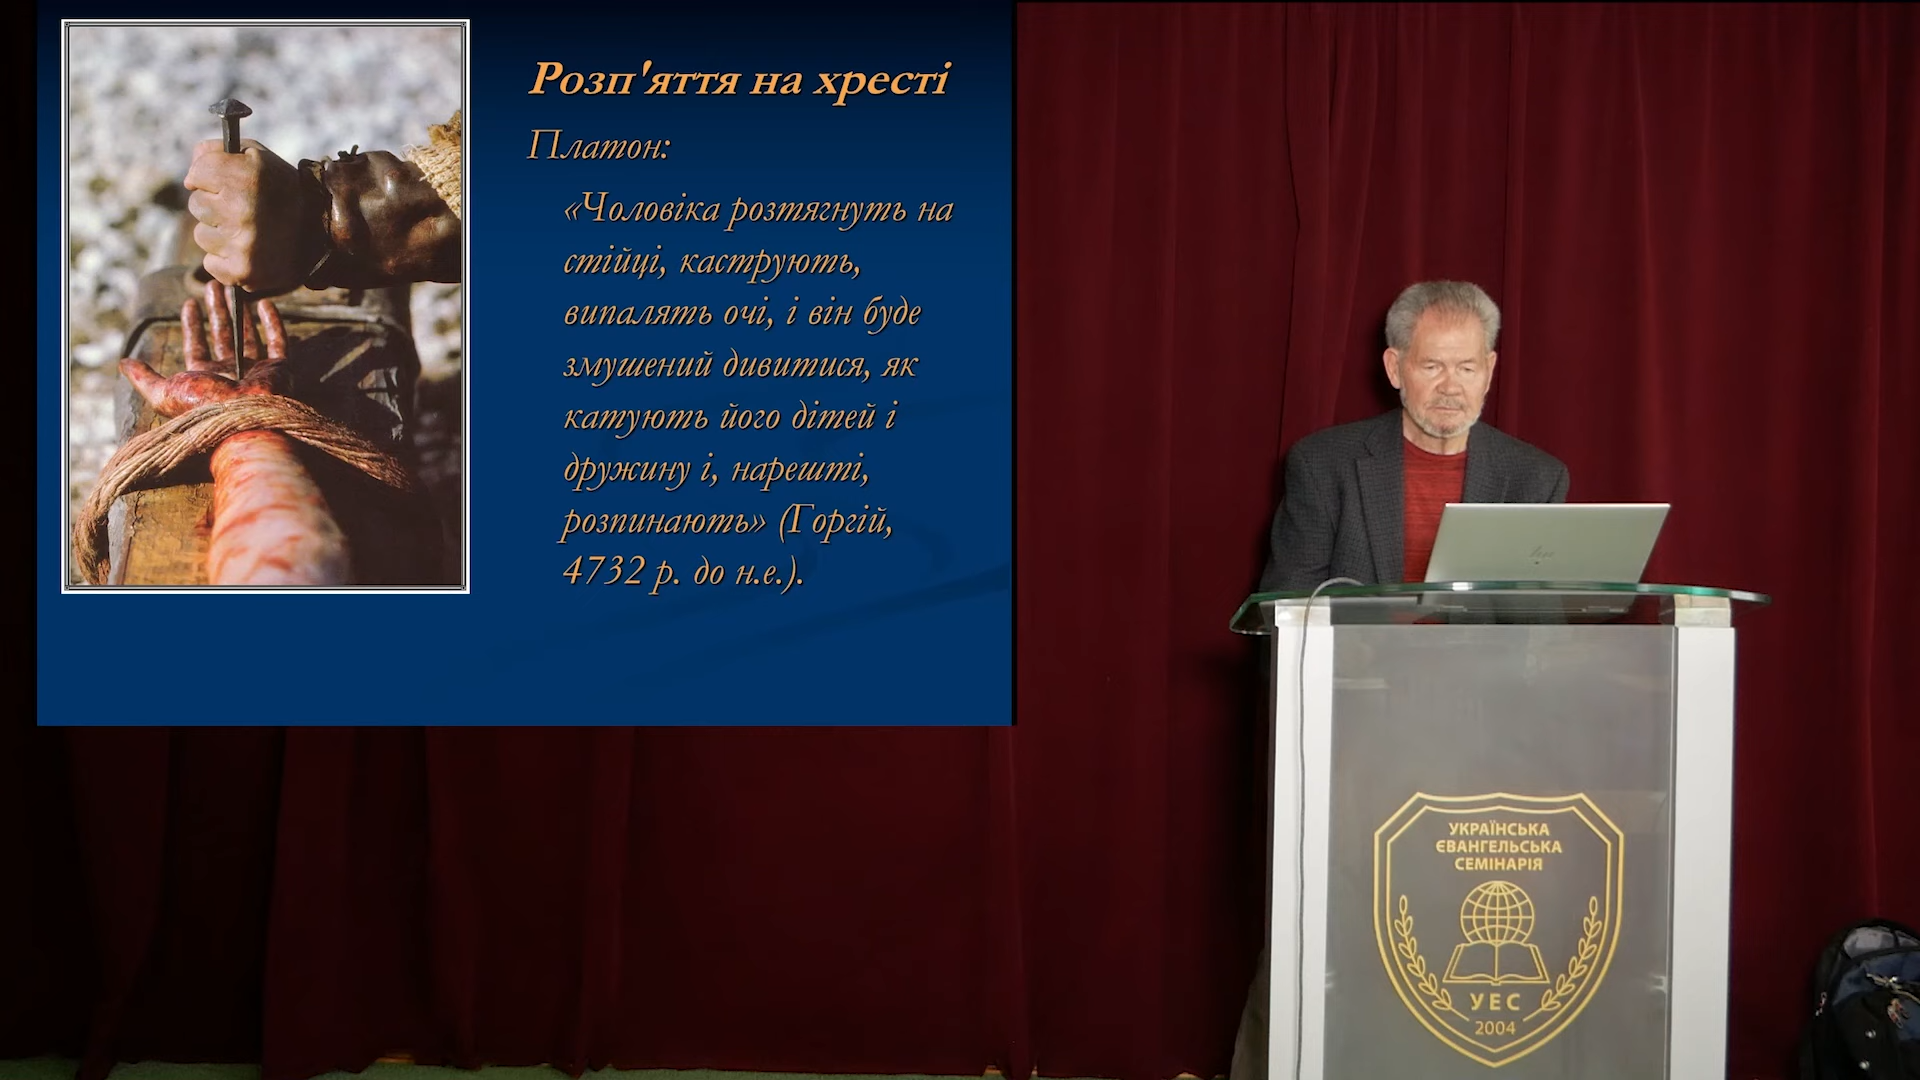 Розп'яття на хресті
Платон:
«Чоловіка розтягнуть на
стійці, каструють,
випалять очі, і він буде
змушений дивитися, як
катують його дітей і
дружину і, нарешті,
розпинають» (Горгій,
4732 р. до н.е.).
УКРАЇНСЬКА
ЄВАНГЕЛЬСЬКА
СЕМІНАРІЯ
УЕС
2004